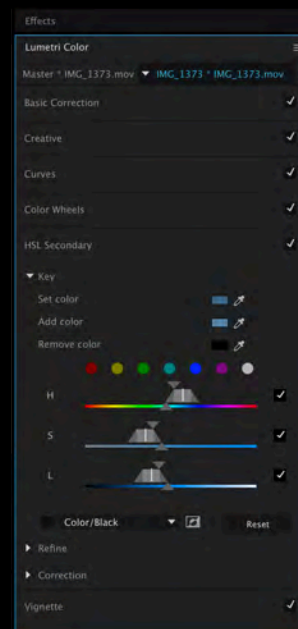 Effects
Lumetri Color
Master * IMG_1373.mov IMG_1373 * IMG_1373.mov
Basic Correction
Creative
Curves
Color Wheels
HSL Secondary
Key
Set color
Add color
Remove color
H
S
L
Color/Black Reset
Refine
Correction
Vignette